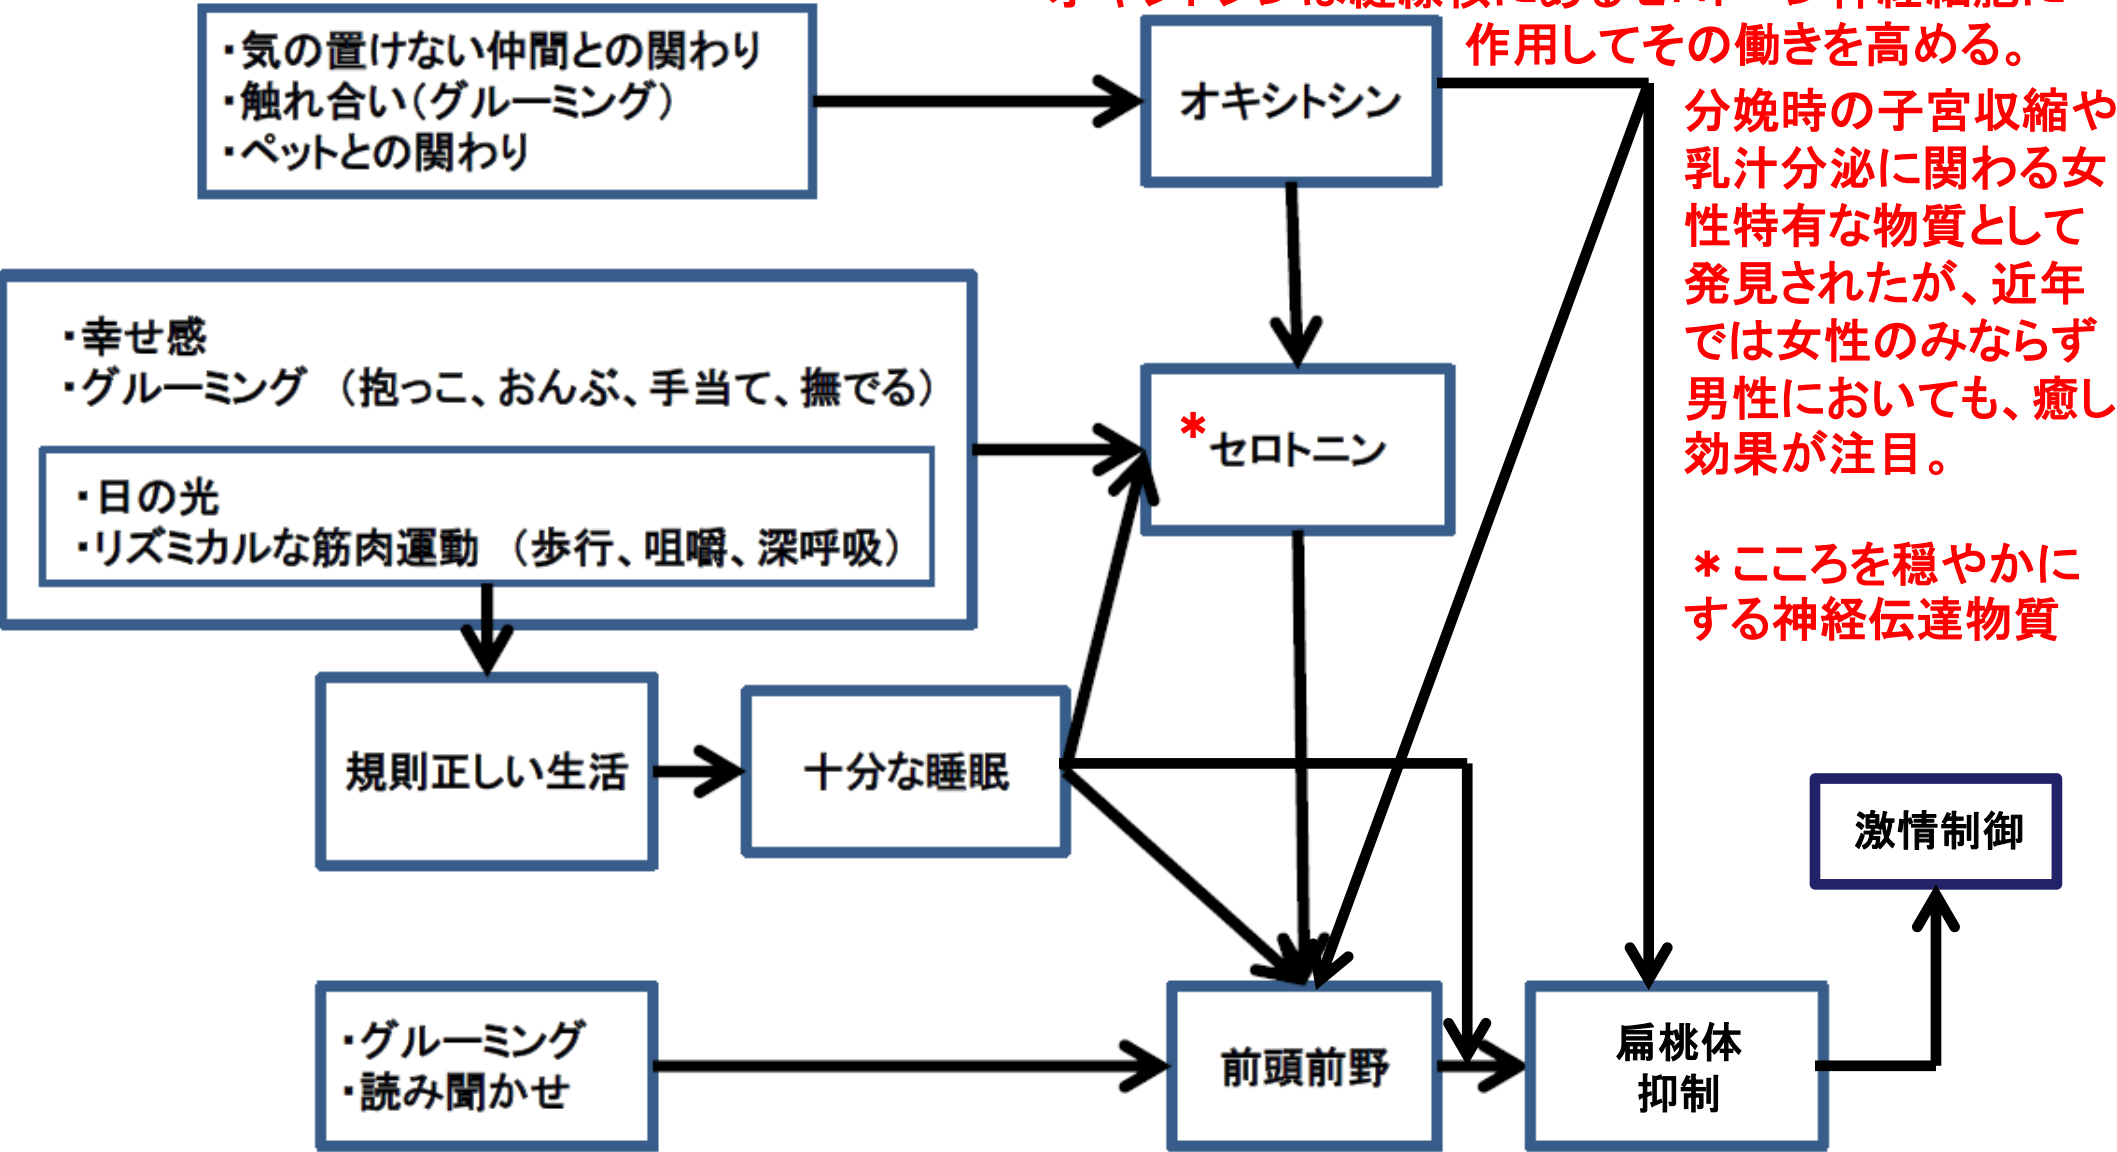 作用してその働きを高める。
・気の置けない仲間との関わり
・触れ合い(グルーミング)
・ペットとの関わり
オキシトシン
分娩時の子宮収縮や
乳汁分泌に関わる女
性特有な物質として
発見されたが、近年
では女性のみならず
男性においても、癒し
効果が注目。
・幸せ感
・グルーミング (抱っこ、おんぶ、手当て、撫でる)
・日の光
・リズミカルな筋肉運動 (歩行、咀嚼、深呼吸)
*セロトニン
*こころを穏やかに
する神経伝達物質
規則正しい生活
十分な睡眠
激情制御
・グルーミング
・読み聞かせ
前頭前野
扁桃体
抑制